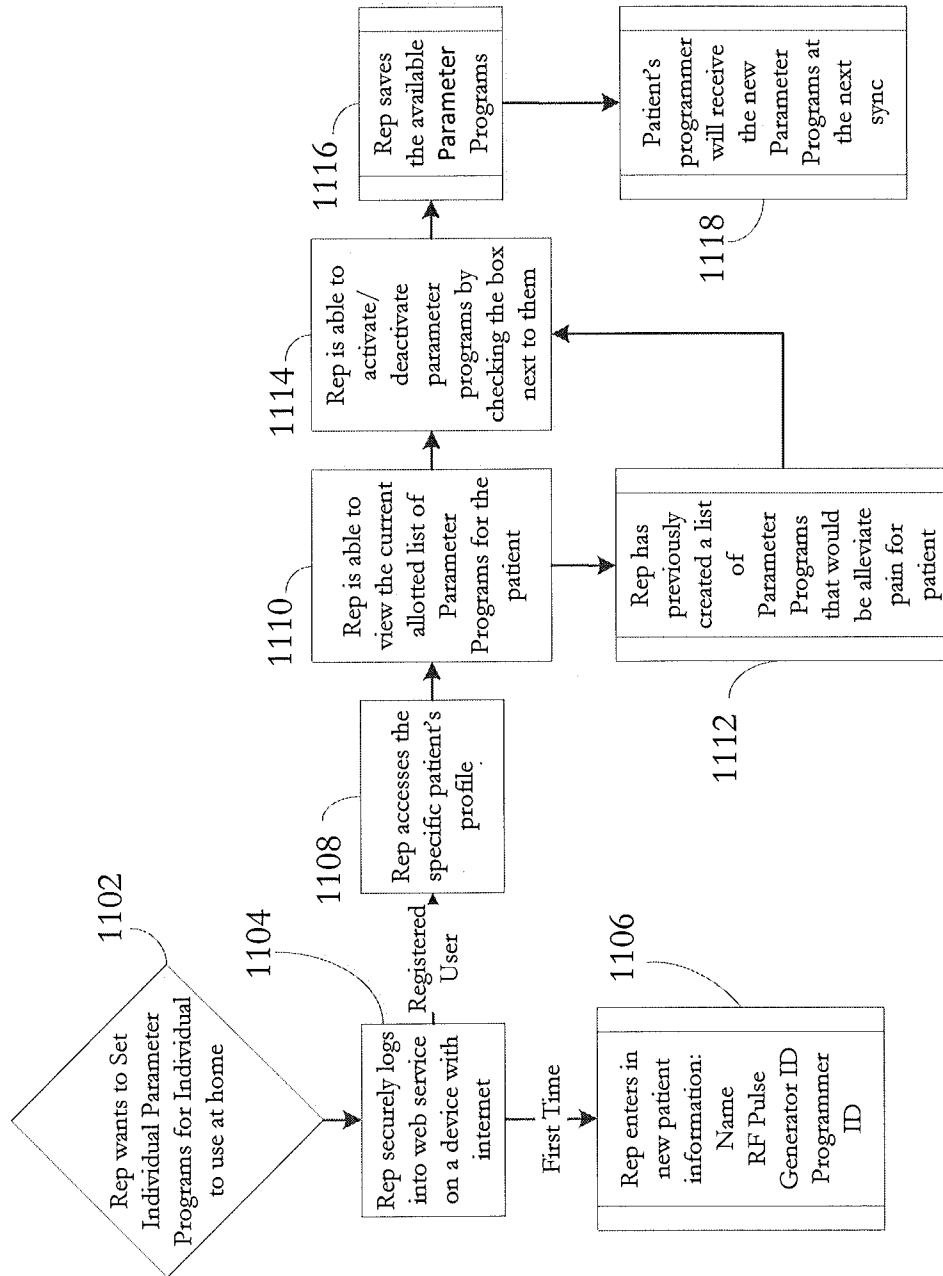 1102
Rep wants to Set
Individual Parameter
Programs for Individual
to use at home
1104
Rep securely logs
into web service
on a device with
internet
Registered
User
First Time
1106
Rep enters in
new patient
information:
Name
RF Pulse
Generator ID
Programmer
ID
1108
Rep accesses the
specific patient's
profile
1110
Rep is able to
view the current
allotted list of
Parameter
Programs for the
patient
1112
Rep has
previously
created a list
of
Parameter
Programs
that would
be alleviate
pain for
patient
1114
Rep is able to
activate/
deactivate
parameter
programs by
checking the box
next to them
1116
Rep saves
the available
Parameter
Programs
1118
Patient's
programmer
will receive
the new
Parameter
Programs at
the next
sync